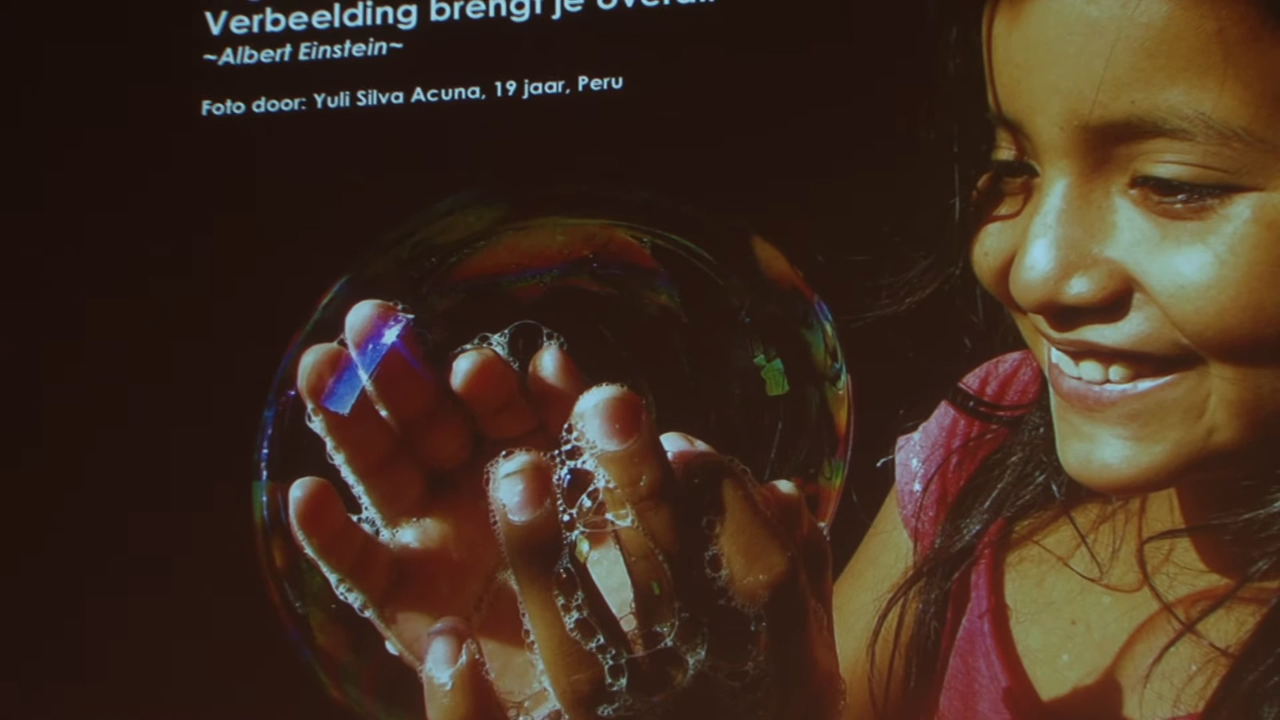 Verbeelding brengt je overal
~Albert Einstein~
Foto door: Yuli Silva Acuna, 19 jaar, Peru